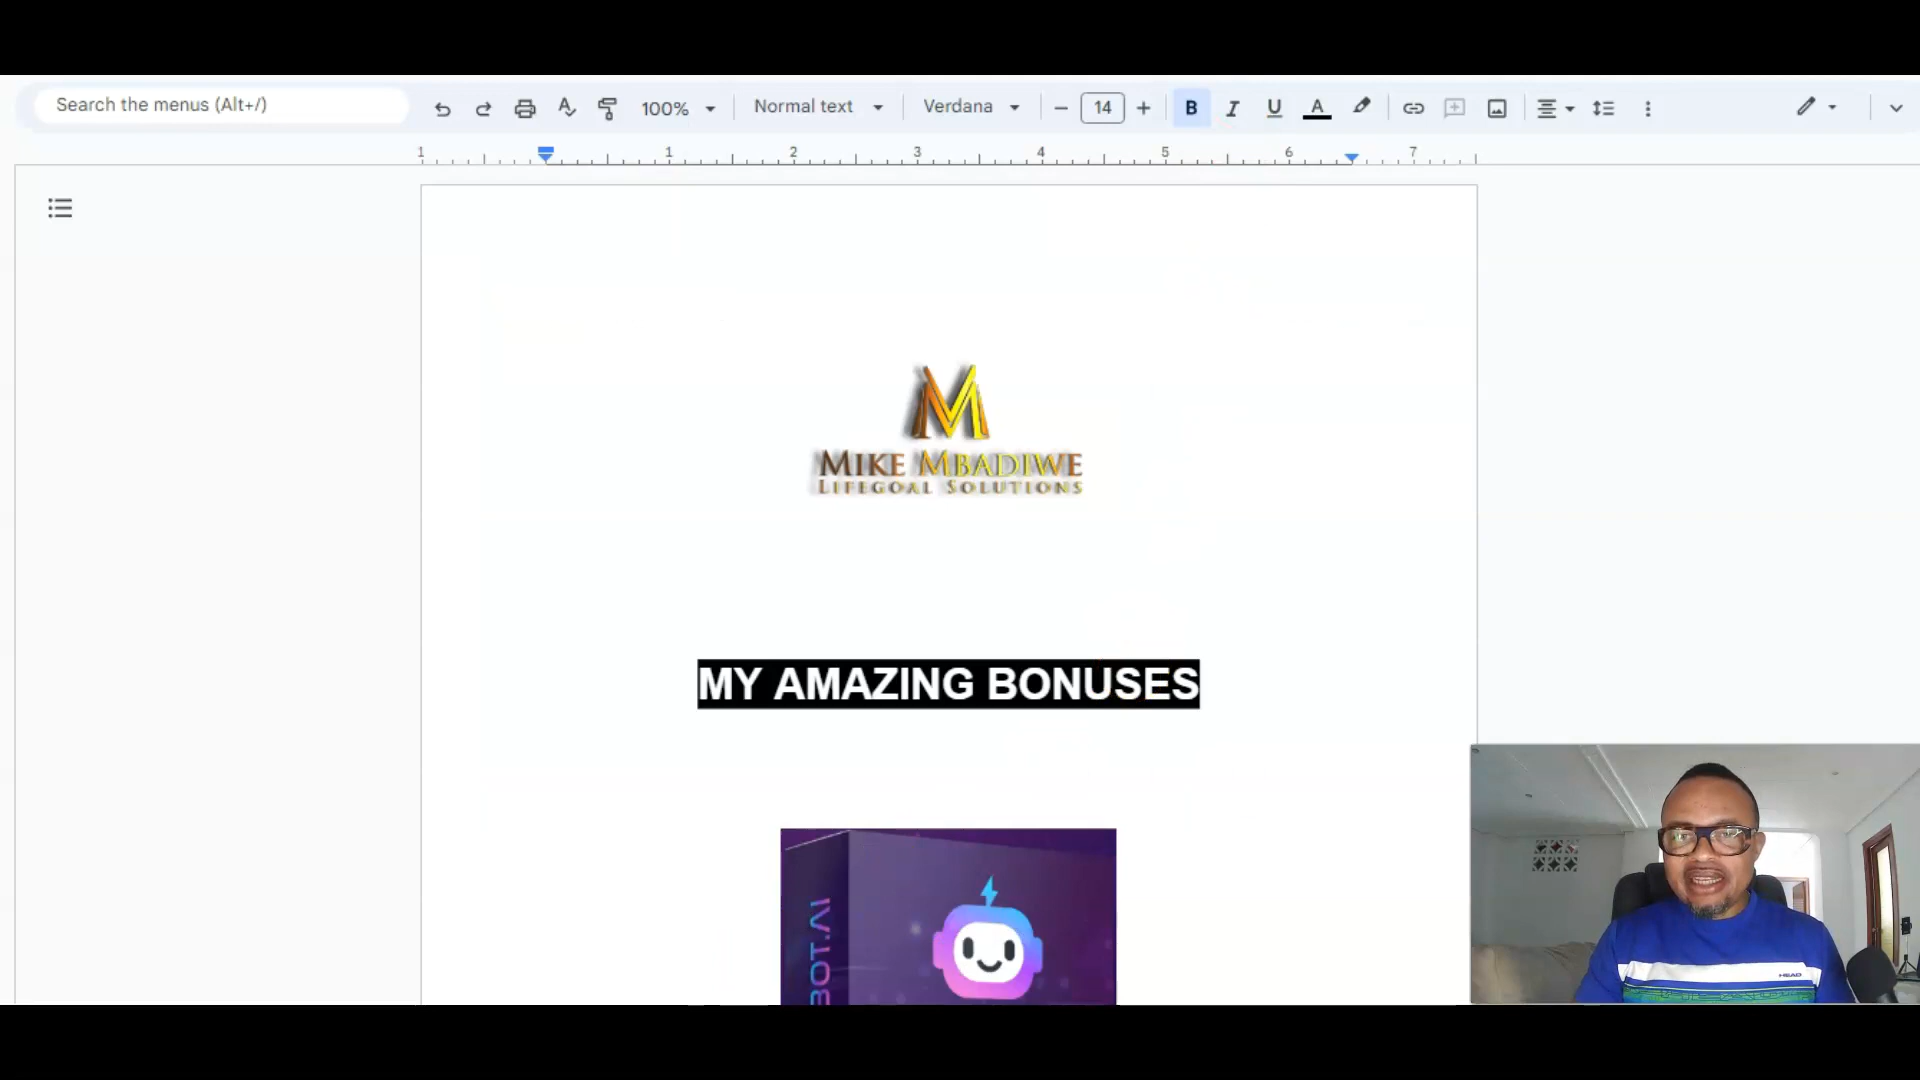 Search the menus (Alt+/)
100%
Normal text
Verdana
14
B
I
U
A
1 1 2 3 4 5 6 7
M
MIKE MBADIWE
LIFEGOAL SOLUTIONS
MY AMAZING BONUSES
BOT.AI
HEAD